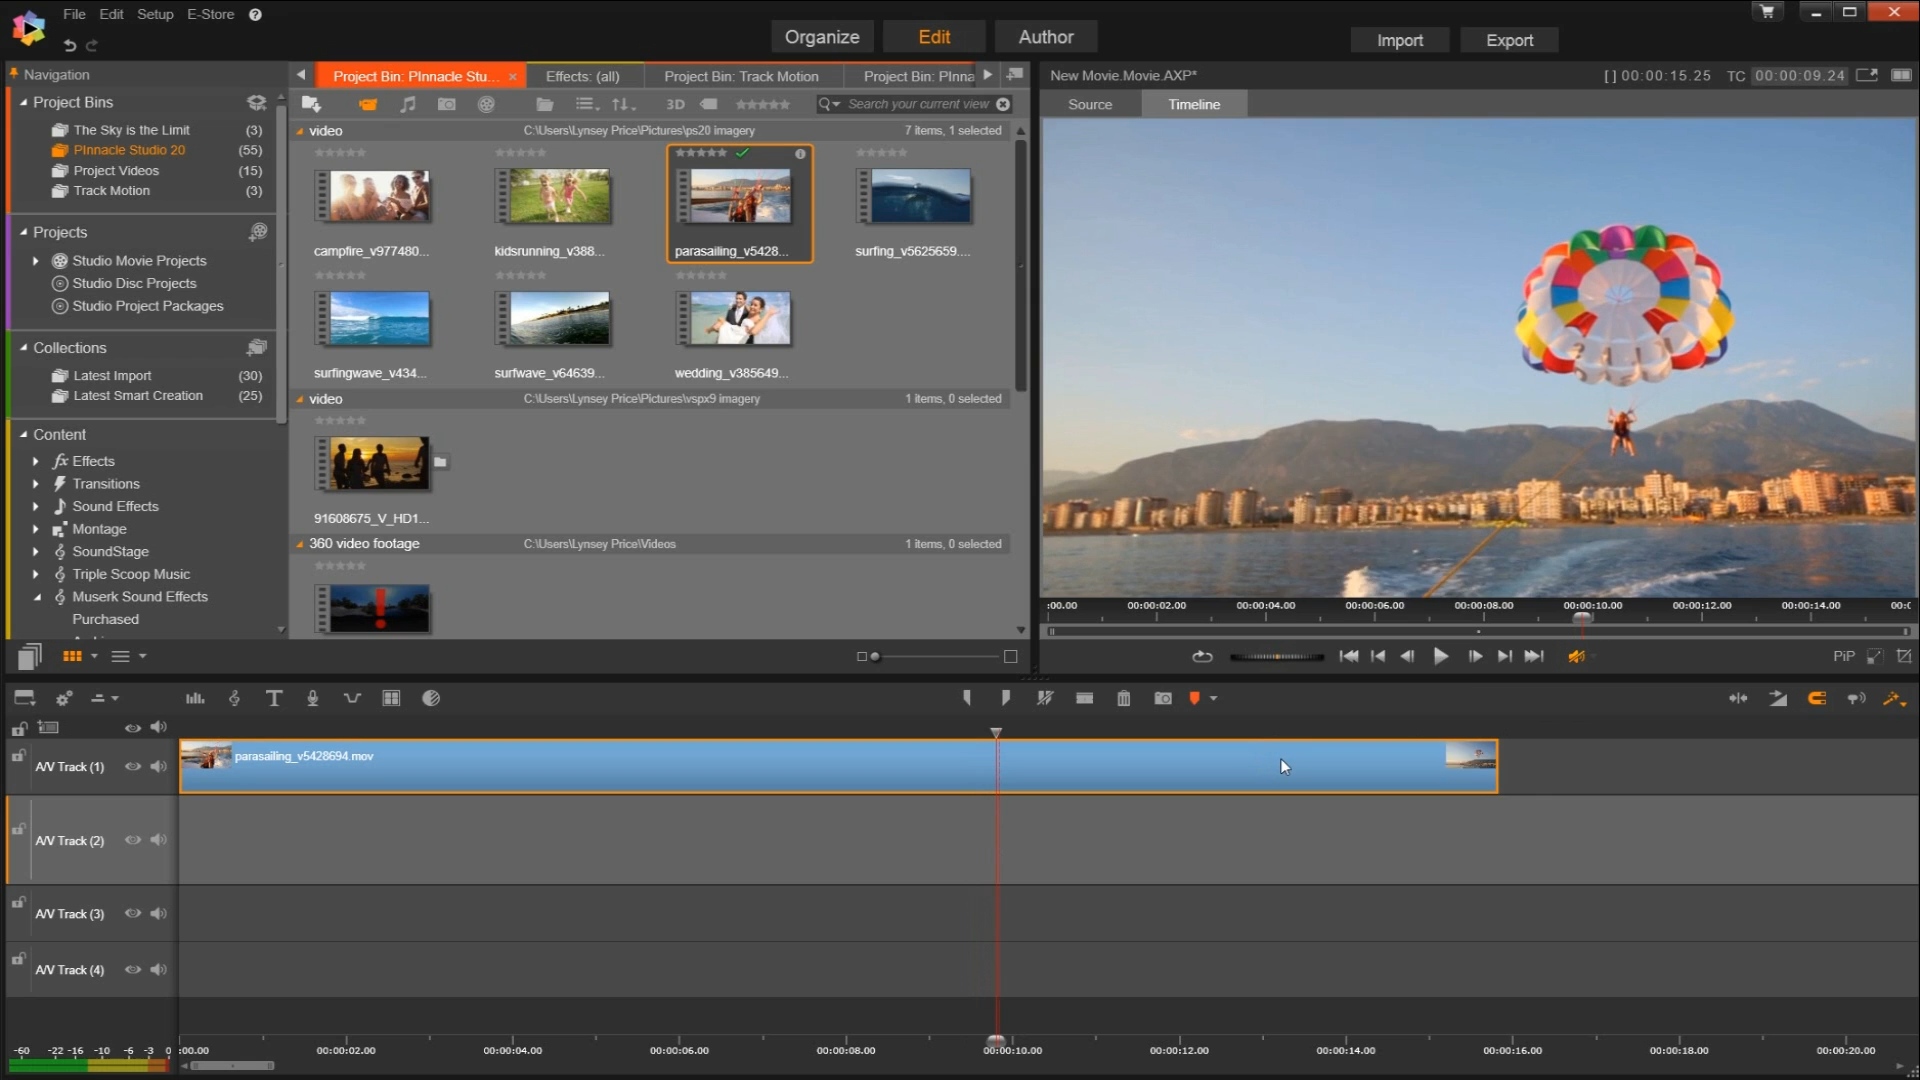 File Edit Setup E-Store ?
Organize Edit Author
Import Export
Navigation
Project Bin: PInnacle Stu... ×
Effects: (all)
Project Bin: Track Motion
Project Bin: PInna
New Movie.Movie.AXP*
[ ] 00:00:15.25 TC 00:00:09.24
Source Timeline
3D
Search your current view
Project Bins
The Sky is the Limit (3)
PInnacle Studio 20 (55)
Project Videos (15)
Track Motion (3)
Projects
Studio Movie Projects
Studio Disc Projects
Studio Project Packages
Collections
Latest Import (30)
Latest Smart Creation (25)
Content
fx Effects
Transitions
Sound Effects
Montage
SoundStage
Triple Scoop Music
Muserk Sound Effects
Purchased
video C:\Users\Lynsey Price\Pictures\ps20 imagery 7 items, 1 selected
campfire_v977480... kidsrunning_v388... parasailing_v5428... surfing_v5625659....
surfingwave_v434... surfwave_v64639... wedding_v385649...
video C:\Users\Lynsey Price\Pictures\vspx9 imagery 1 items, 0 selected
91608675_V_HD1...
360 video footage C:\Users\Lynsey Price\Videos 1 items, 0 selected
:00.00 00:00:02.00 00:00:04.00 00:00:06.00 00:00:08.00 00:00:10.00 00:00:12.00 00:00:14.00 00:0
PiP
A/V Track (1)
parasailing_v5428694.mov
A/V Track (2)
A/V Track (3)
A/V Track (4)
-60 -22 -16 -10 -6 -3 0
:00.00 00:00:02.00 00:00:04.00 00:00:06.00 00:00:08.00 00:00:10.00 00:00:12.00 00:00:14.00 00:00:16.00 00:00:18.00 00:00:20.00